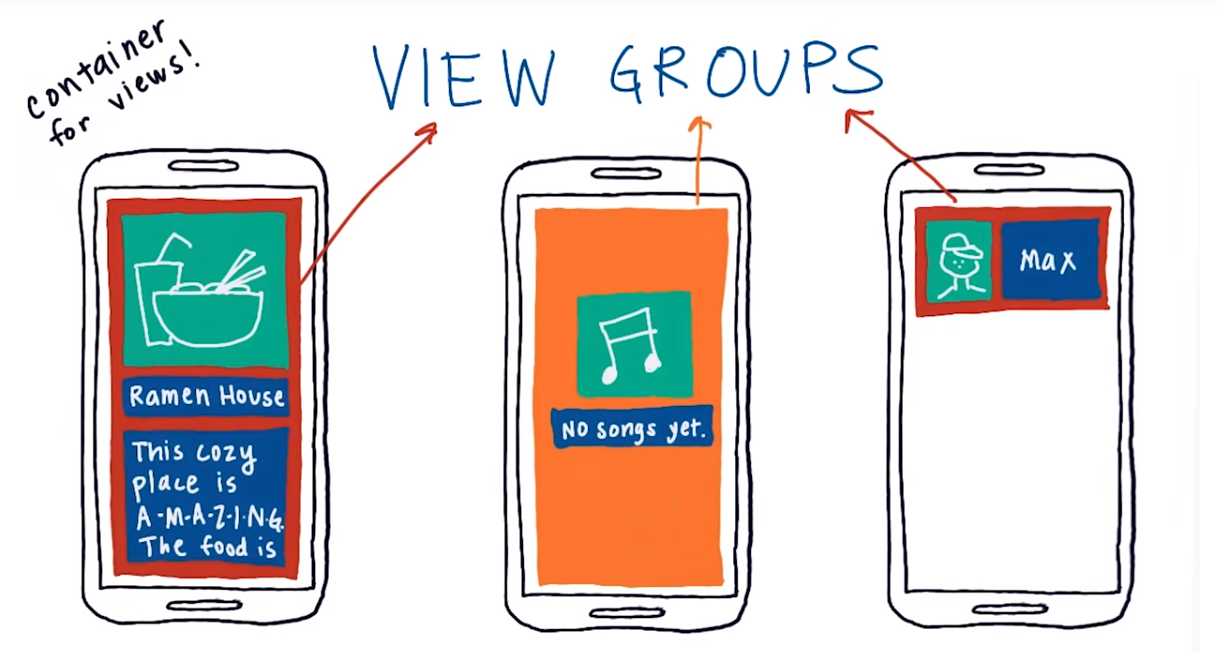 container
for views!
VIEW GROUPS
Ramen House
This cozy
place is
A-M-A-Z-I-N-G.
The food is
No songs yet.
Max